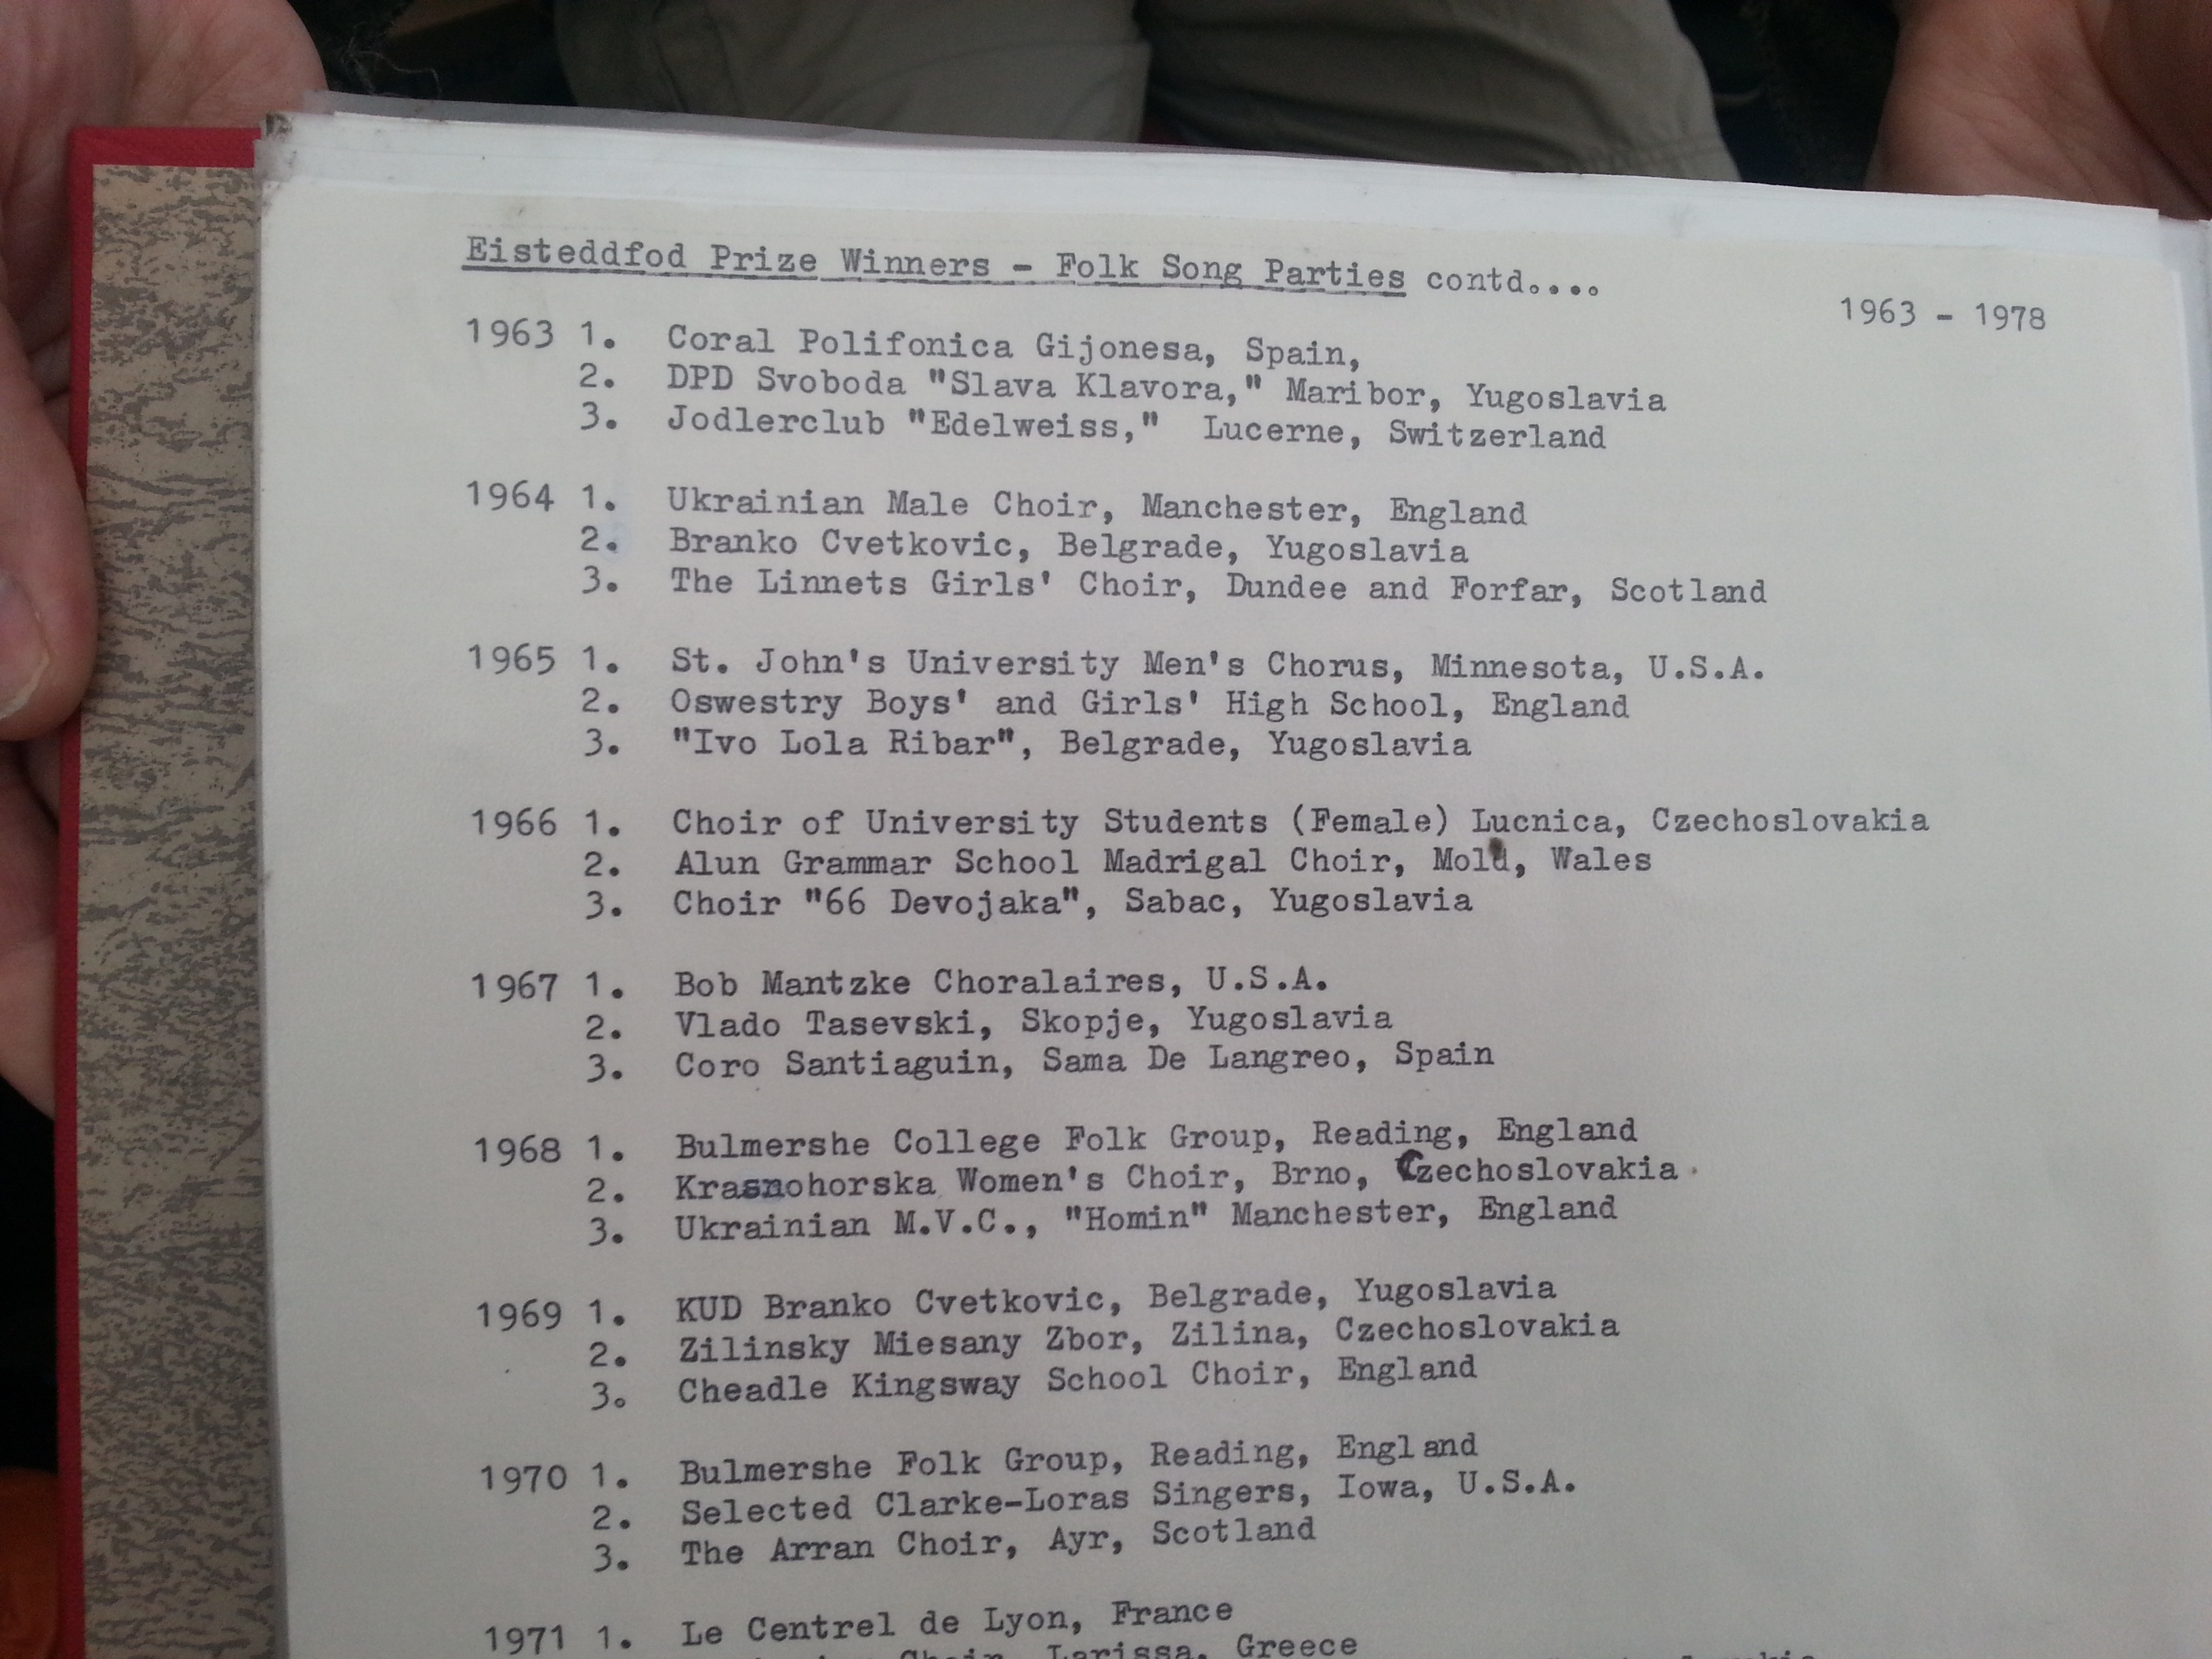 Eisteddfod Prize Winners - Folk Song Parties contd....
1963 - 1978
1963 1. Coral Polifonica Gijonesa, Spain,
2. DPD Svoboda "Slava Klavora," Maribor, Yugoslavia
3. Jodlerclub "Edelweiss," Lucerne, Switzerland
1964 1. Ukrainian Male Choir, Manchester, England
2. Branko Cvetkovic, Belgrade, Yugoslavia
3. The Linnets Girls' Choir, Dundee and Forfar, Scotland
1965 1. St. John's University Men's Chorus, Minnesota, U.S.A.
2. Oswestry Boys' and Girls' High School, England
3. "Ivo Lola Ribar", Belgrade, Yugoslavia
1966 1. Choir of University Students (Female) Lucnica, Czechoslovakia
2. Alun Grammar School Madrigal Choir, Mold, Wales
3. Choir "66 Devojaka", Sabac, Yugoslavia
1967 1. Bob Mantzke Choralaires, U.S.A.
2. Vlado Tasevski, Skopje, Yugoslavia
3. Coro Santiaguin, Sama De Langreo, Spain
1968 1. Bulmershe College Folk Group, Reading, England
2. Krasnohorska Women's Choir, Brno, Czechoslovakia
3. Ukrainian M.V.C., "Homin" Manchester, England
1969 1. KUD Branko Cvetkovic, Belgrade, Yugoslavia
2. Zilinsky Miesany Zbor, Zilina, Czechoslovakia
3. Cheadle Kingsway School Choir, England
1970 1. Bulmershe Folk Group, Reading, England
2. Selected Clarke-Loras Singers, Iowa, U.S.A.
3. The Arran Choir, Ayr, Scotland
1971 1. Le Centrel de Lyon, France
Choir, Larissa, Greece